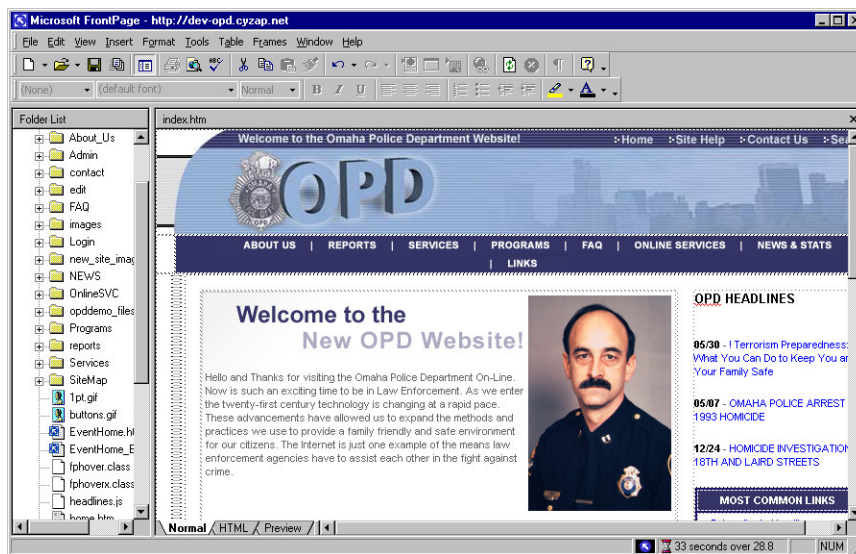 Microsoft FrontPage - http://dev-opd.cyzap.net
File Edit View Insert Format Tools Table Frames Window Help
(None) (default font) Normal B I U A
Folder List
About_Us
Admin
contact
edit
FAQ
images
Login
new_site_imag
NEWS
OnlineSVC
opddemo_files
Programs
reports
Services
SiteMap
1pt.gif
buttons.gif
EventHome.h
EventHome_E
fphover.class
fphoverx.class
headlines.js
home.htm
index.htm
Welcome to the Omaha Police Department Website! Home Site Help Contact Us Sea
OPD
ABOUT US | REPORTS | SERVICES | PROGRAMS | FAQ | ONLINE SERVICES | NEWS & STATS
| LINKS
Welcome to the
New OPD Website!
Hello and Thanks for visiting the Omaha Police Department On-Line.
Now is such an exciting time to be in Law Enforcement. As we enter
the twenty-first century technology is changing at a rapid pace.
These advancements have allowed us to expand the methods and
practices we use to provide a family friendly and safe environment
for our citizens. The Internet is just one example of the means law
enforcement agencies have to assist each other in the fight against
crime.
OPD HEADLINES
05/30 - ! Terrorism Preparedness:
What You Can Do to Keep You an
Your Family Safe
05/07 - OMAHA POLICE ARREST
1993 HOMICIDE
12/24 - HOMICIDE INVESTIGATION
18TH AND LAIRD STREETS
MOST COMMON LINKS
Normal HTML Preview
33 seconds over 28.8 NUM